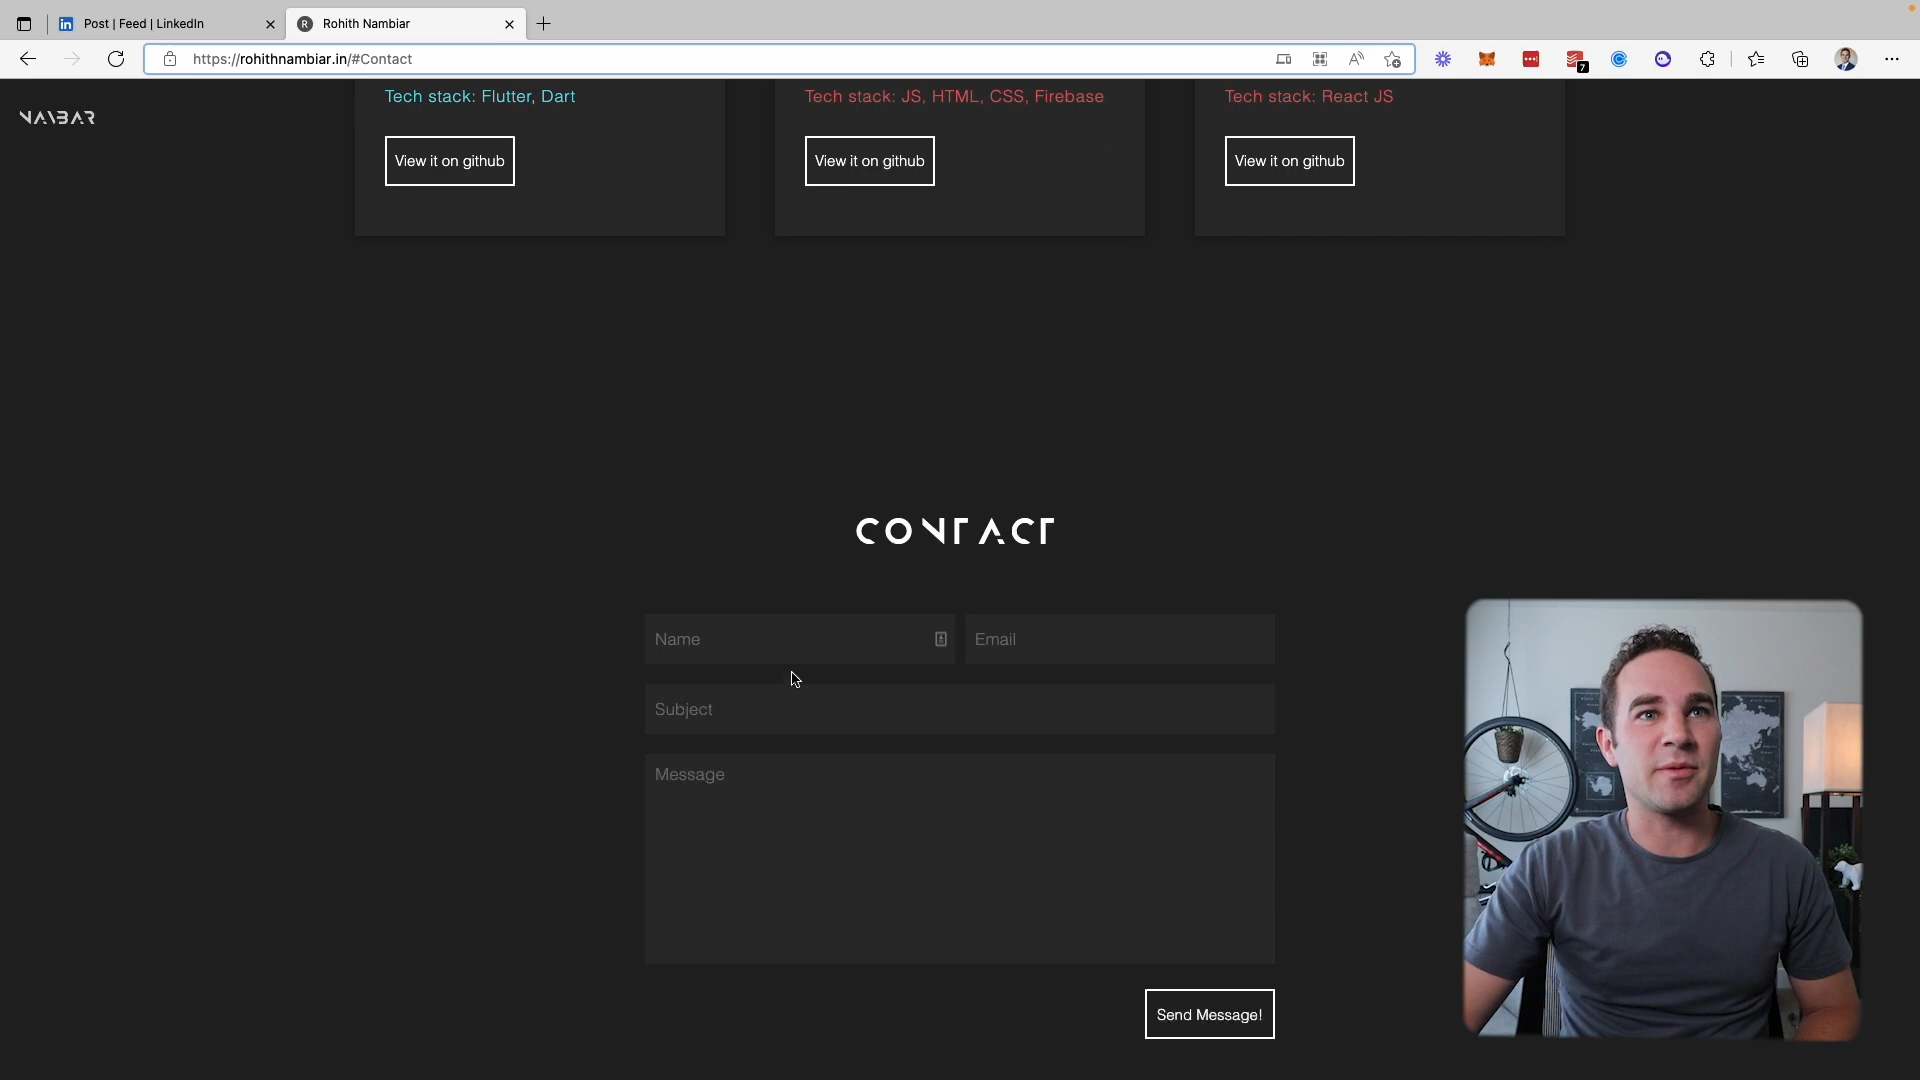 Post | Feed | LinkedIn
Rohith Nambiar
https://rohithnambiar.in/#Contact
7
NAMBAR
Tech stack: Flutter, Dart
Tech stack: JS, HTML, CSS, Firebase
Tech stack: React JS
View it on github
View it on github
View it on github
CONTACT
Name
Email
Subject
Message
Send Message!